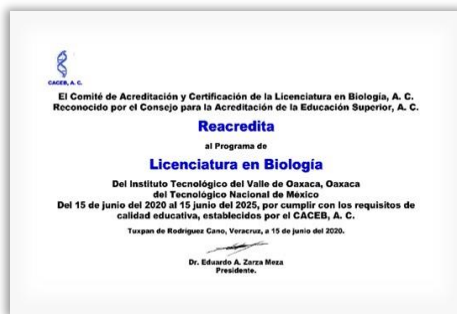 CACEB, A. C.
El Comité de Acreditación y Certificación de la Licenciatura en Biología, A. C.
Reconocido por el Consejo para la Acreditación de la Educación Superior, A. C.
Reacredita
al Programa de
Licenciatura en Biología
Del Instituto Tecnológico del Valle de Oaxaca, Oaxaca
del Tecnológico Nacional de México
Del 15 de junio del 2020 al 15 junio del 2025, por cumplir con los requisitos de
calidad educativa, establecidos por el CACEB, A. C.
Tuxpan de Rodríguez Cano, Veracruz, a 15 de junio del 2020.
Dr. Eduardo A. Zarza Meza
Presidente.